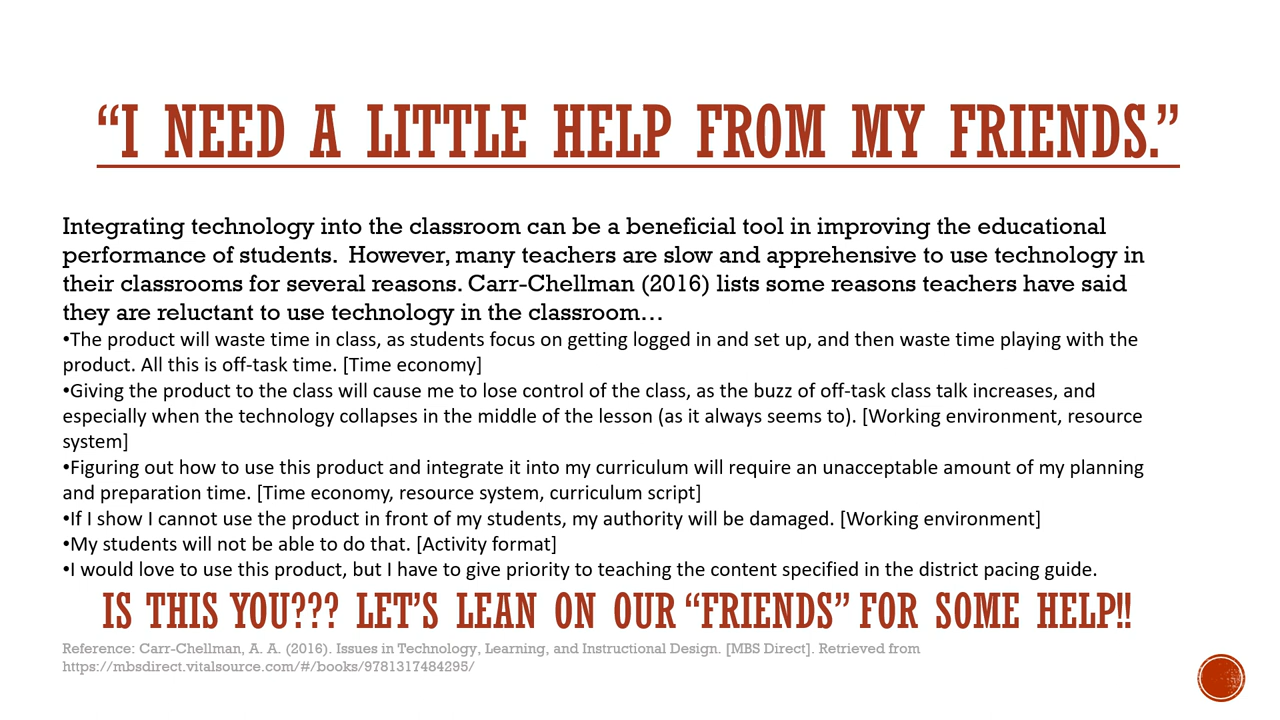 “I NEED A LITTLE HELP FROM MY FRIENDS.”
Integrating technology into the classroom can be a beneficial tool in improving the educational
performance of students.  However, many teachers are slow and apprehensive to use technology in
their classrooms for several reasons. Carr-Chellman (2016) lists some reasons teachers have said
they are reluctant to use technology in the classroom…
•The product will waste time in class, as students focus on getting logged in and set up, and then waste time playing with the
product. All this is off-task time. [Time economy]
•Giving the product to the class will cause me to lose control of the class, as the buzz of off-task class talk increases, and
especially when the technology collapses in the middle of the lesson (as it always seems to). [Working environment, resource
system]
•Figuring out how to use this product and integrate it into my curriculum will require an unacceptable amount of my planning
and preparation time. [Time economy, resource system, curriculum script]
•If I show I cannot use the product in front of my students, my authority will be damaged. [Working environment]
•My students will not be able to do that. [Activity format]
•I would love to use this product, but I have to give priority to teaching the content specified in the district pacing guide.
IS THIS YOU??? LET’S LEAN ON OUR “FRIENDS” FOR SOME HELP!!
Reference: Carr-Chellman, A. A. (2016). Issues in Technology, Learning, and Instructional Design. [MBS Direct]. Retrieved from
https://mbsdirect.vitalsource.com/#/books/9781317484295/